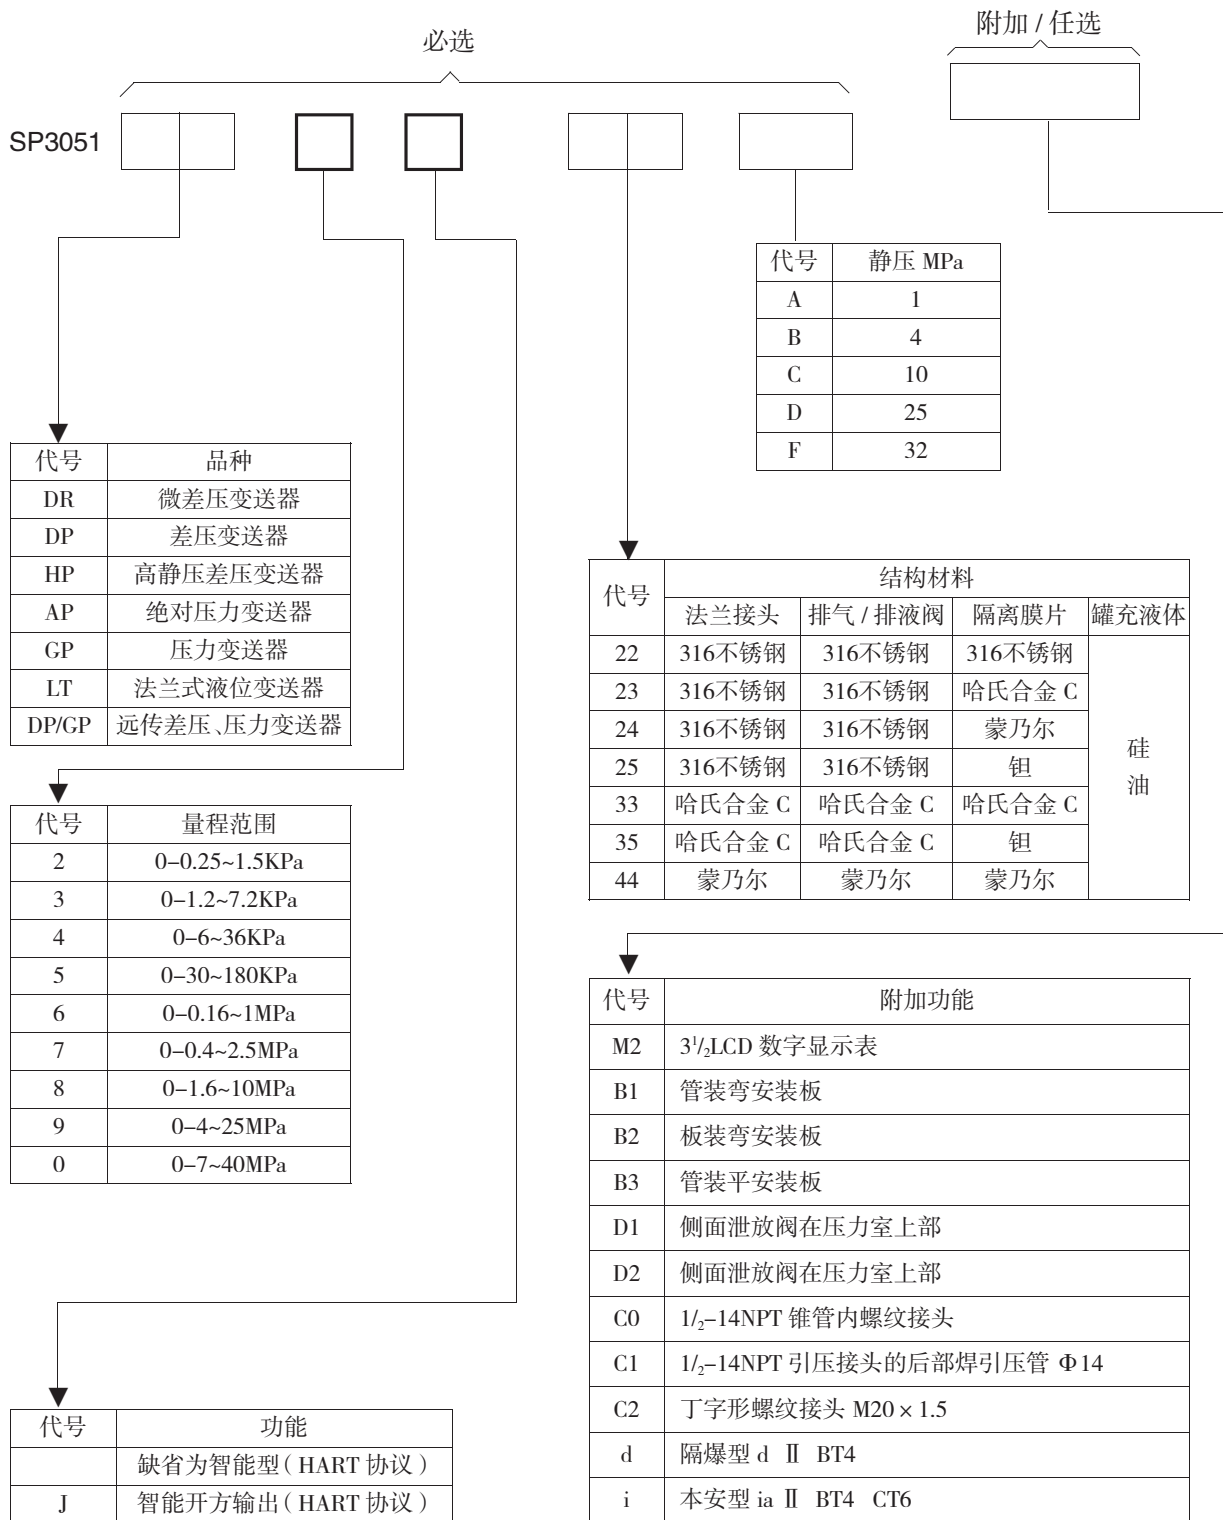 必选
附加 / 任选
SP3051
代号 静压 MPa
A 1
B 4
C 10
D 25
F 32
代号 品种
DR 微差压变送器
DP 差压变送器
HP 高静压差压变送器
AP 绝对压力变送器
GP 压力变送器
LT 法兰式液位变送器
DP/GP 远传差压、压力变送器
代号 结构材料
法兰接头 排气 / 排液阀 隔离膜片 罐充液体
22 316不锈钢 316不锈钢 316不锈钢
23 316不锈钢 316不锈钢 哈氏合金 C
24 316不锈钢 316不锈钢 蒙乃尔
25 316不锈钢 316不锈钢 钽
33 哈氏合金 C 哈氏合金 C 哈氏合金 C
35 哈氏合金 C 哈氏合金 C 钽
44 蒙乃尔 蒙乃尔 蒙乃尔
硅
油
代号 量程范围
2 0–0.25~1.5KPa
3 0–1.2~7.2KPa
4 0–6~36KPa
5 0–30~180KPa
6 0–0.16~1MPa
7 0–0.4~2.5MPa
8 0–1.6~10MPa
9 0–4~25MPa
0 0–7~40MPa
代号 附加功能
M2 3¹/₂LCD 数字显示表
B1 管装弯安装板
B2 板装弯安装板
B3 管装平安装板
D1 侧面泄放阀在压力室上部
D2 侧面泄放阀在压力室上部
C0 1/₂–14NPT 锥管内螺纹接头
C1 1/₂–14NPT 引压接头的后部焊引压管 Φ14
C2 丁字形螺纹接头 M20 × 1.5
d 隔爆型 d Ⅱ BT4
i 本安型 ia Ⅱ BT4 CT6
代号 功能
缺省为智能型( HART 协议 )
J 智能开方输出( HART 协议 )